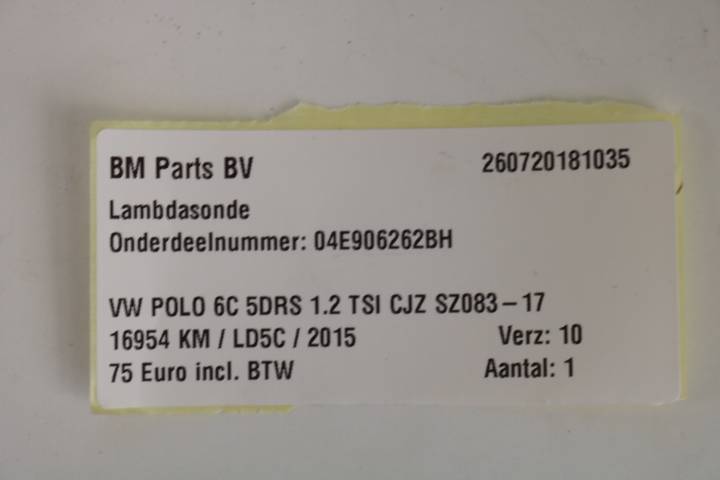 BM Parts BV 260720181035
Lambdasonde
Onderdeelnummer: 04E906262BH
VW POLO 6C 5DRS 1.2 TSI CJZ SZ083-17
16954 KM / LD5C / 2015 Verz: 10
75 Euro incl. BTW Aantal: 1